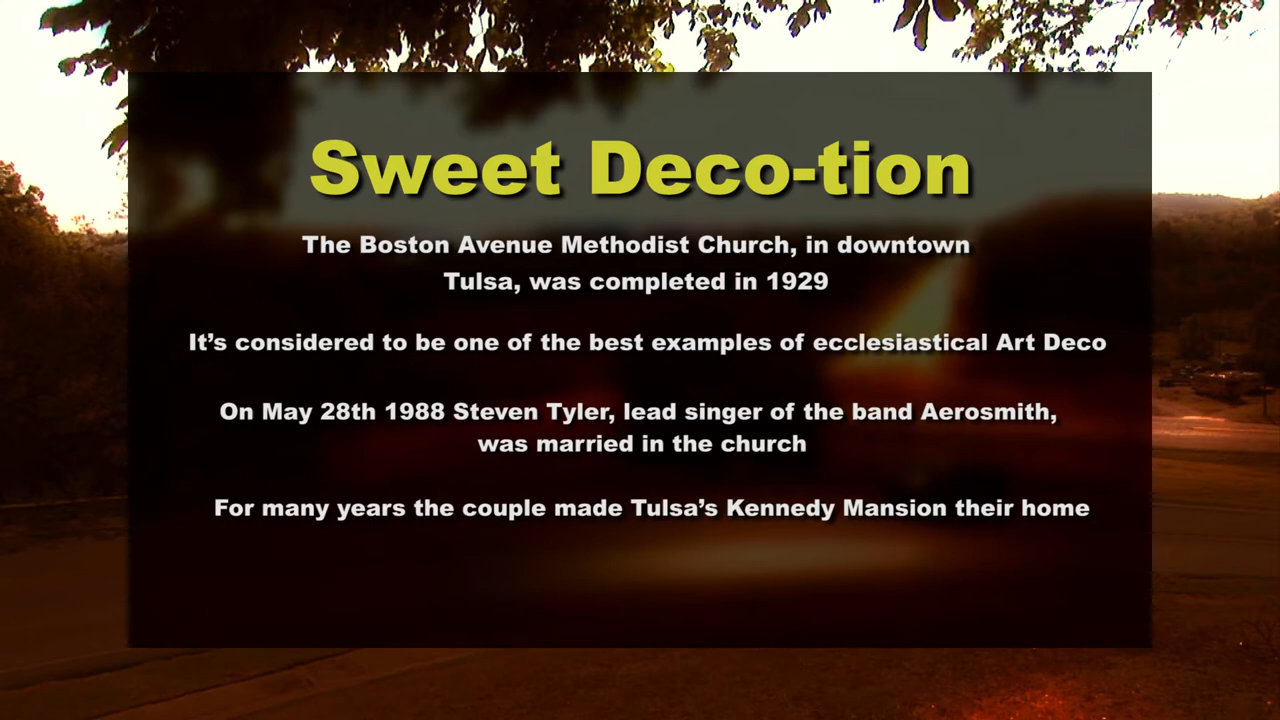 Sweet Deco-tion
The Boston Avenue Methodist Church, in downtown
Tulsa, was completed in 1929
It’s considered to be one of the best examples of ecclesiastical Art Deco
On May 28th 1988 Steven Tyler, lead singer of the band Aerosmith,
was married in the church
For many years the couple made Tulsa’s Kennedy Mansion their home